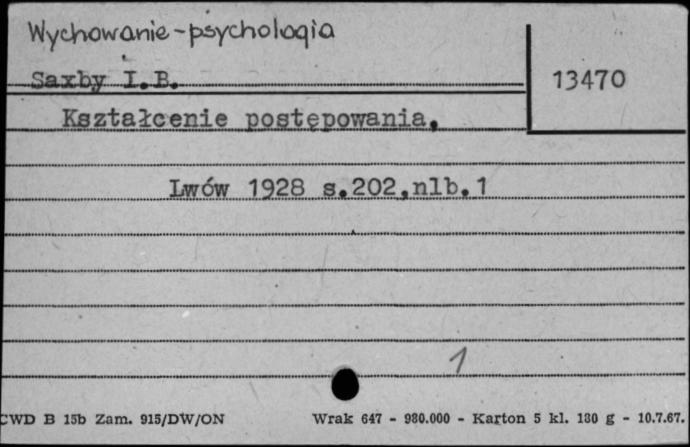 Wychowanie-psychologia
Saxby I.B.
13470
Kształcenie postępowania.
Lwów 1928 s.202,nlb.1
1
CWD B 15b Zam. 915/DW/ON Wrak 647 - 980.000 - Karton 5 kl. 180 g - 10.7.67.